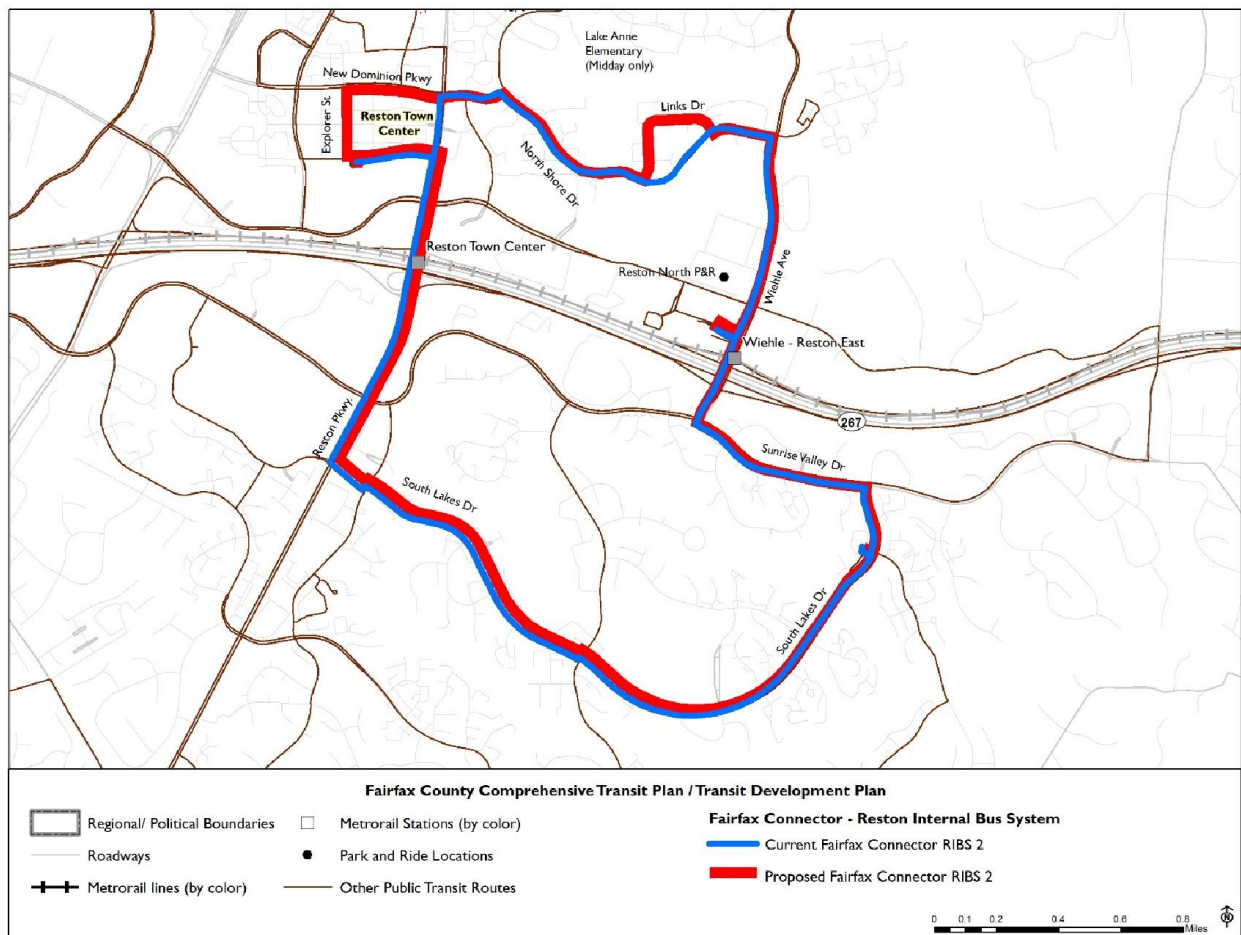 Lake Anne
Elementary
(Midday only)
New Dominion Pkwy
Links Dr
Explorer St
Reston Town
Center
North Shore Dr
Reston Town Center
Reston North P&R
Wiehle Ave
Wiehle - Reston East
267
Reston Pkwy.
Sunrise Valley Dr
South Lakes Dr
South Lakes Dr
Fairfax County Comprehensive Transit Plan / Transit Development Plan
Regional/ Political Boundaries
Metrorail Stations (by color)
Roadways
Park and Ride Locations
Metrorail lines (by color)
Other Public Transit Routes
Fairfax Connector - Reston Internal Bus System
Current Fairfax Connector RIBS 2
Proposed Fairfax Connector RIBS 2
0 0.1 0.2 0.4 0.6 0.8
Miles
N